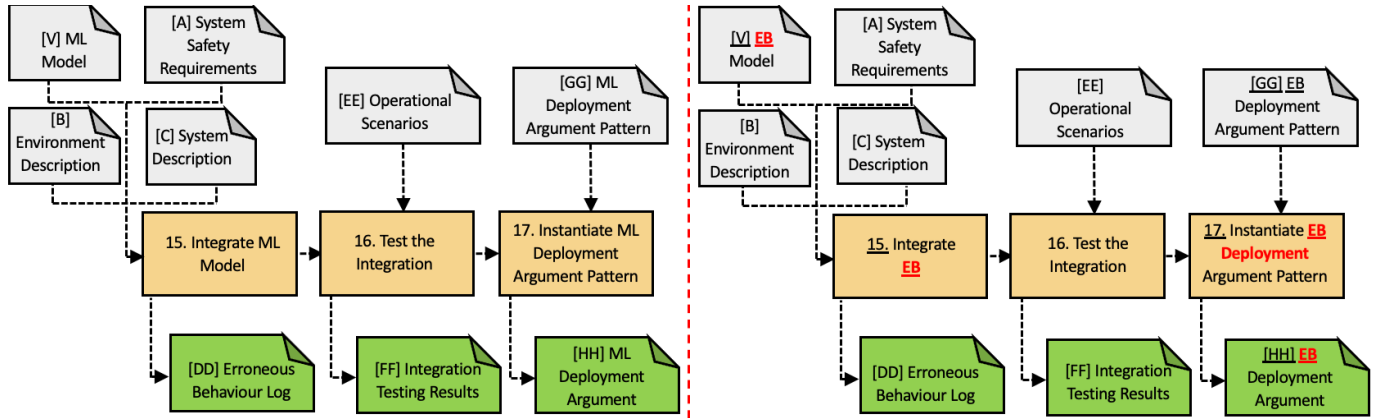 [V] ML
Model
[A] System
Safety
Requirements
[B]
Environment
Description
[C] System
Description
[EE] Operational
Scenarios
[GG] ML
Deployment
Argument Pattern
15. Integrate ML
Model
16. Test the
Integration
17. Instantiate ML
Deployment
Argument Pattern
[DD] Erroneous
Behaviour Log
[FF] Integration
Testing Results
[HH] ML
Deployment
Argument
[V] EB
Model
[A] System
Safety
Requirements
[B]
Environment
Description
[C] System
Description
[EE]
Operational
Scenarios
[GG] EB
Deployment
Argument Pattern
15. Integrate
EB
16. Test the
Integration
17. Instantiate EB
Deployment
Argument Pattern
[DD] Erroneous
Behaviour Log
[FF] Integration
Testing Results
[HH] EB
Deployment
Argument